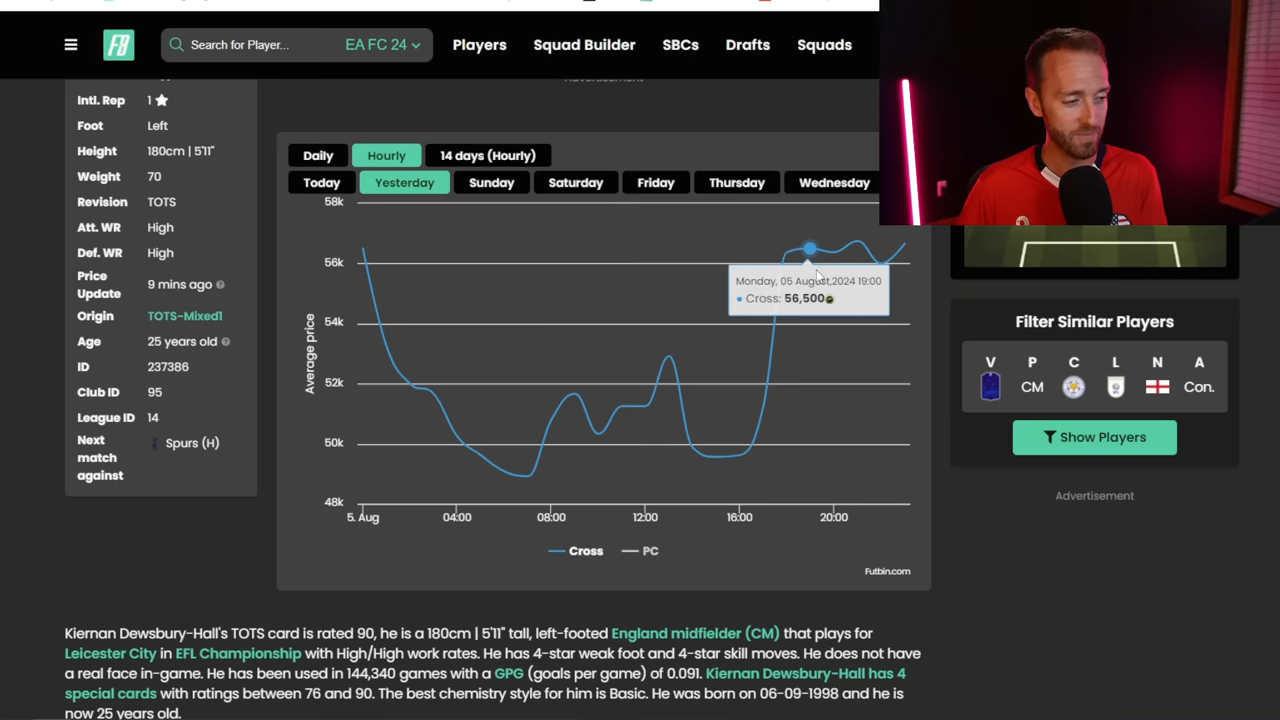 FB
Search for Player...
EA FC 24
Players
Squad Builder
SBCs
Drafts
Squads
Advertisement
Intl. Rep 1
Foot Left
Height 180cm | 5'11"
Weight 70
Revision TOTS
Att. WR High
Def. WR High
Price Update 9 mins ago
Origin TOTS-Mixed1
Age 25 years old
ID 237386
Club ID 95
League ID 14
Next match against Spurs (H)
Daily Hourly 14 days (Hourly)
Today Yesterday Sunday Saturday Friday Thursday Wednesday
58k
56k
54k
52k
50k
48k
Average price
Monday, 05 August,2024 19:00
Cross: 56,500
5. Aug 04:00 08:00 12:00 16:00 20:00
Cross PC
Futbin.com
Filter Similar Players
V P C L N A
CM Con.
Show Players
Advertisement
Kiernan Dewsbury-Hall's TOTS card is rated 90, he is a 180cm | 5'11" tall, left-footed England midfielder (CM) that plays for
Leicester City in EFL Championship with High/High work rates. He has 4-star weak foot and 4-star skill moves. He does not have
a real face in-game. He has been used in 144,340 games with a GPG (goals per game) of 0.091. Kiernan Dewsbury-Hall has 4
special cards with ratings between 76 and 90. The best chemistry style for him is Basic. He was born on 06-09-1998 and he is
now 25 years old.